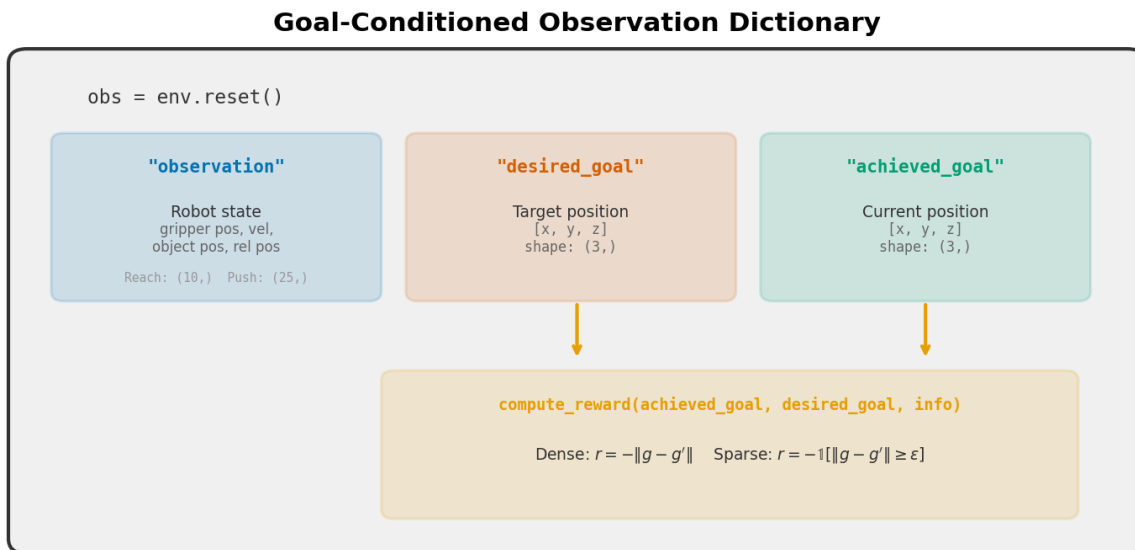 Goal-Conditioned Observation Dictionary
obs = env.reset()
"observation"
Robot state
gripper pos, vel,
object pos, rel pos
Reach: (10,)  Push: (25,)
"desired_goal"
Target position
[x, y, z]
shape: (3,)
"achieved_goal"
Current position
[x, y, z]
shape: (3,)
compute_reward(achieved_goal, desired_goal, info)
Dense: r = −‖g − g′‖    Sparse: r = −𝟙[‖g − g′‖ ≥ ε]